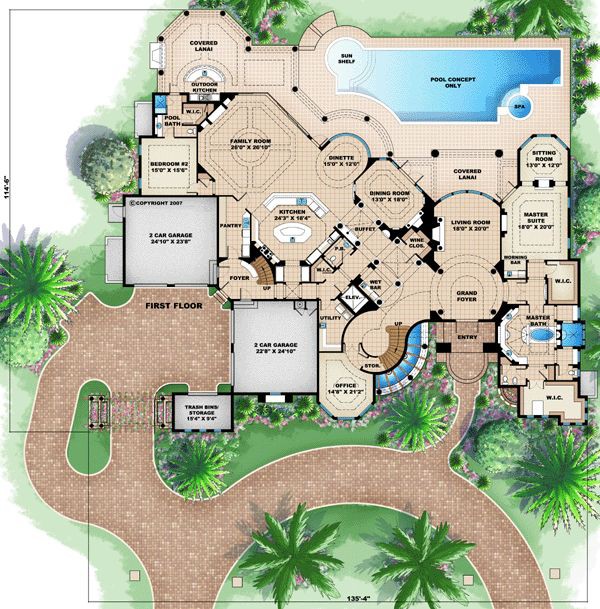 COVERED
LANAI
SUN
SHELF
POOL CONCEPT
ONLY
SPA
OUTDOOR
KITCHEN
W.I.C.
POOL
BATH
FAMILY ROOM
26'0" X 20'10"
DINETTE
15'0" X 12'0"
COVERED
LANAI
SITTING
ROOM
13'0" X 12'0"
BEDROOM #2
15'0" X 15'6"
DINING ROOM
13'0" X 18'0"
114'-6"
©COPYRIGHT 2007
KITCHEN
24'3" X 18'4"
LIVING ROOM
18'0" X 20'0"
MASTER
SUITE
18'0" X 20'0"
PANTRY
BUFFET
2 CAR GARAGE
24'10" X 23'8"
P.R.
WINE
CLOS.
MORNING
BAR
W.I.C.
FOYER
UP
W.I.C.
WET
BAR
W.I.C.
ELEV.
GRAND
FOYER
FIRST FLOOR
UTILITY
MASTER
BATH
UP
ENTRY
2 CAR GARAGE
22'8" X 24'10"
STOR.
OFFICE
14'8" X 21'2"
W.I.C.
TRASH BINS/
STORAGE
15'4" X 9'4"
135'-4"